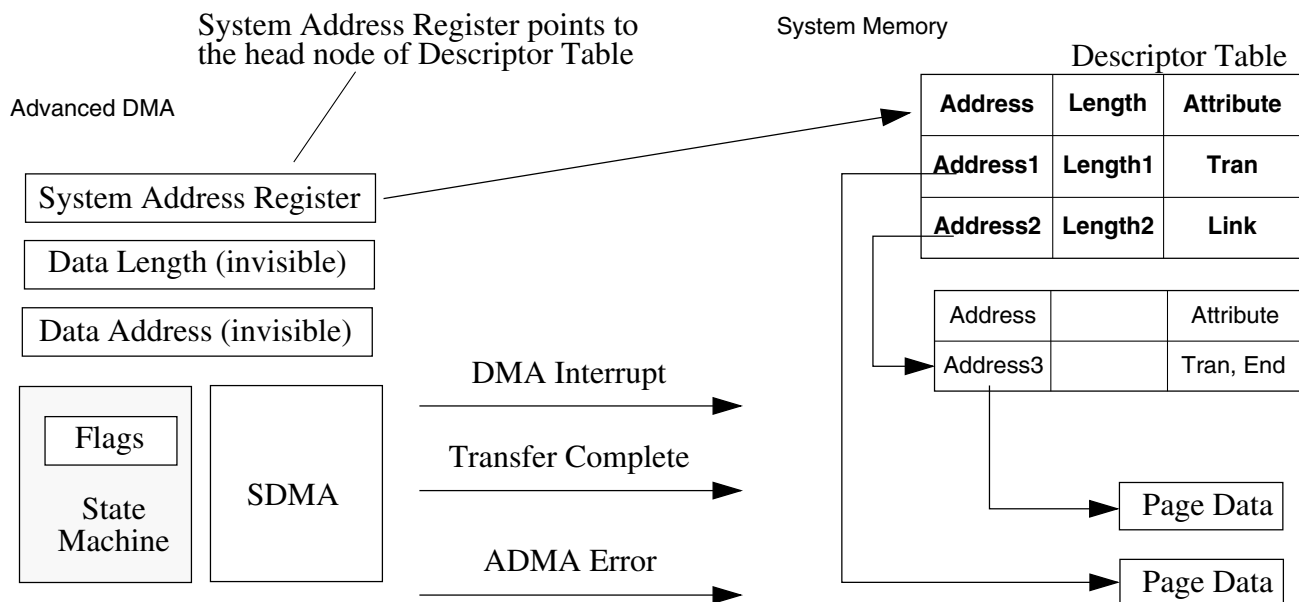 System Address Register points to
the head node of Descriptor Table
System Memory
Descriptor Table
Advanced DMA
Address Length Attribute
Address1 Length1 Tran
Address2 Length2 Link
System Address Register
Data Length (invisible)
Data Address (invisible)
Address Attribute
Address3 Tran, End
DMA Interrupt
Flags
Transfer Complete
State
Machine
SDMA
Page Data
ADMA Error
Page Data